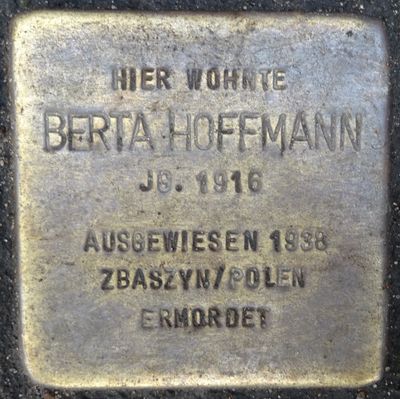 HIER WOHNTE
BERTA HOFFMANN
JG. 1916
AUSGEWIESEN 1938
ZBASZYN/POLEN
ERMORDET